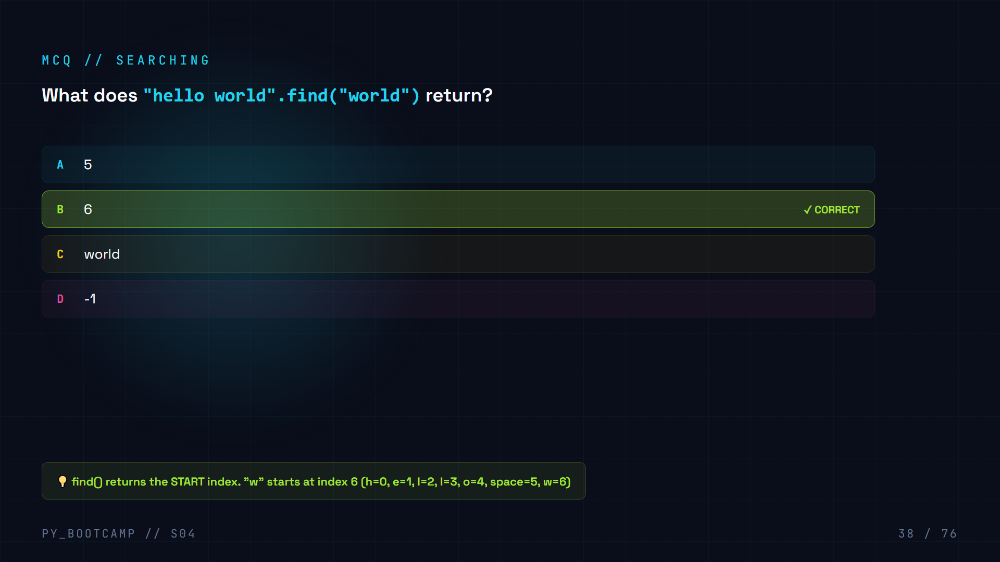 MCQ // SEARCHING
What does "hello world".find("world") return?
A 5
B 6 ✓ CORRECT
C world
D -1
💡 find() returns the START index. "w" starts at index 6 (h=0, e=1, l=2, l=3, o=4, space=5, w=6)
PY_BOOTCAMP // S04
38 / 76